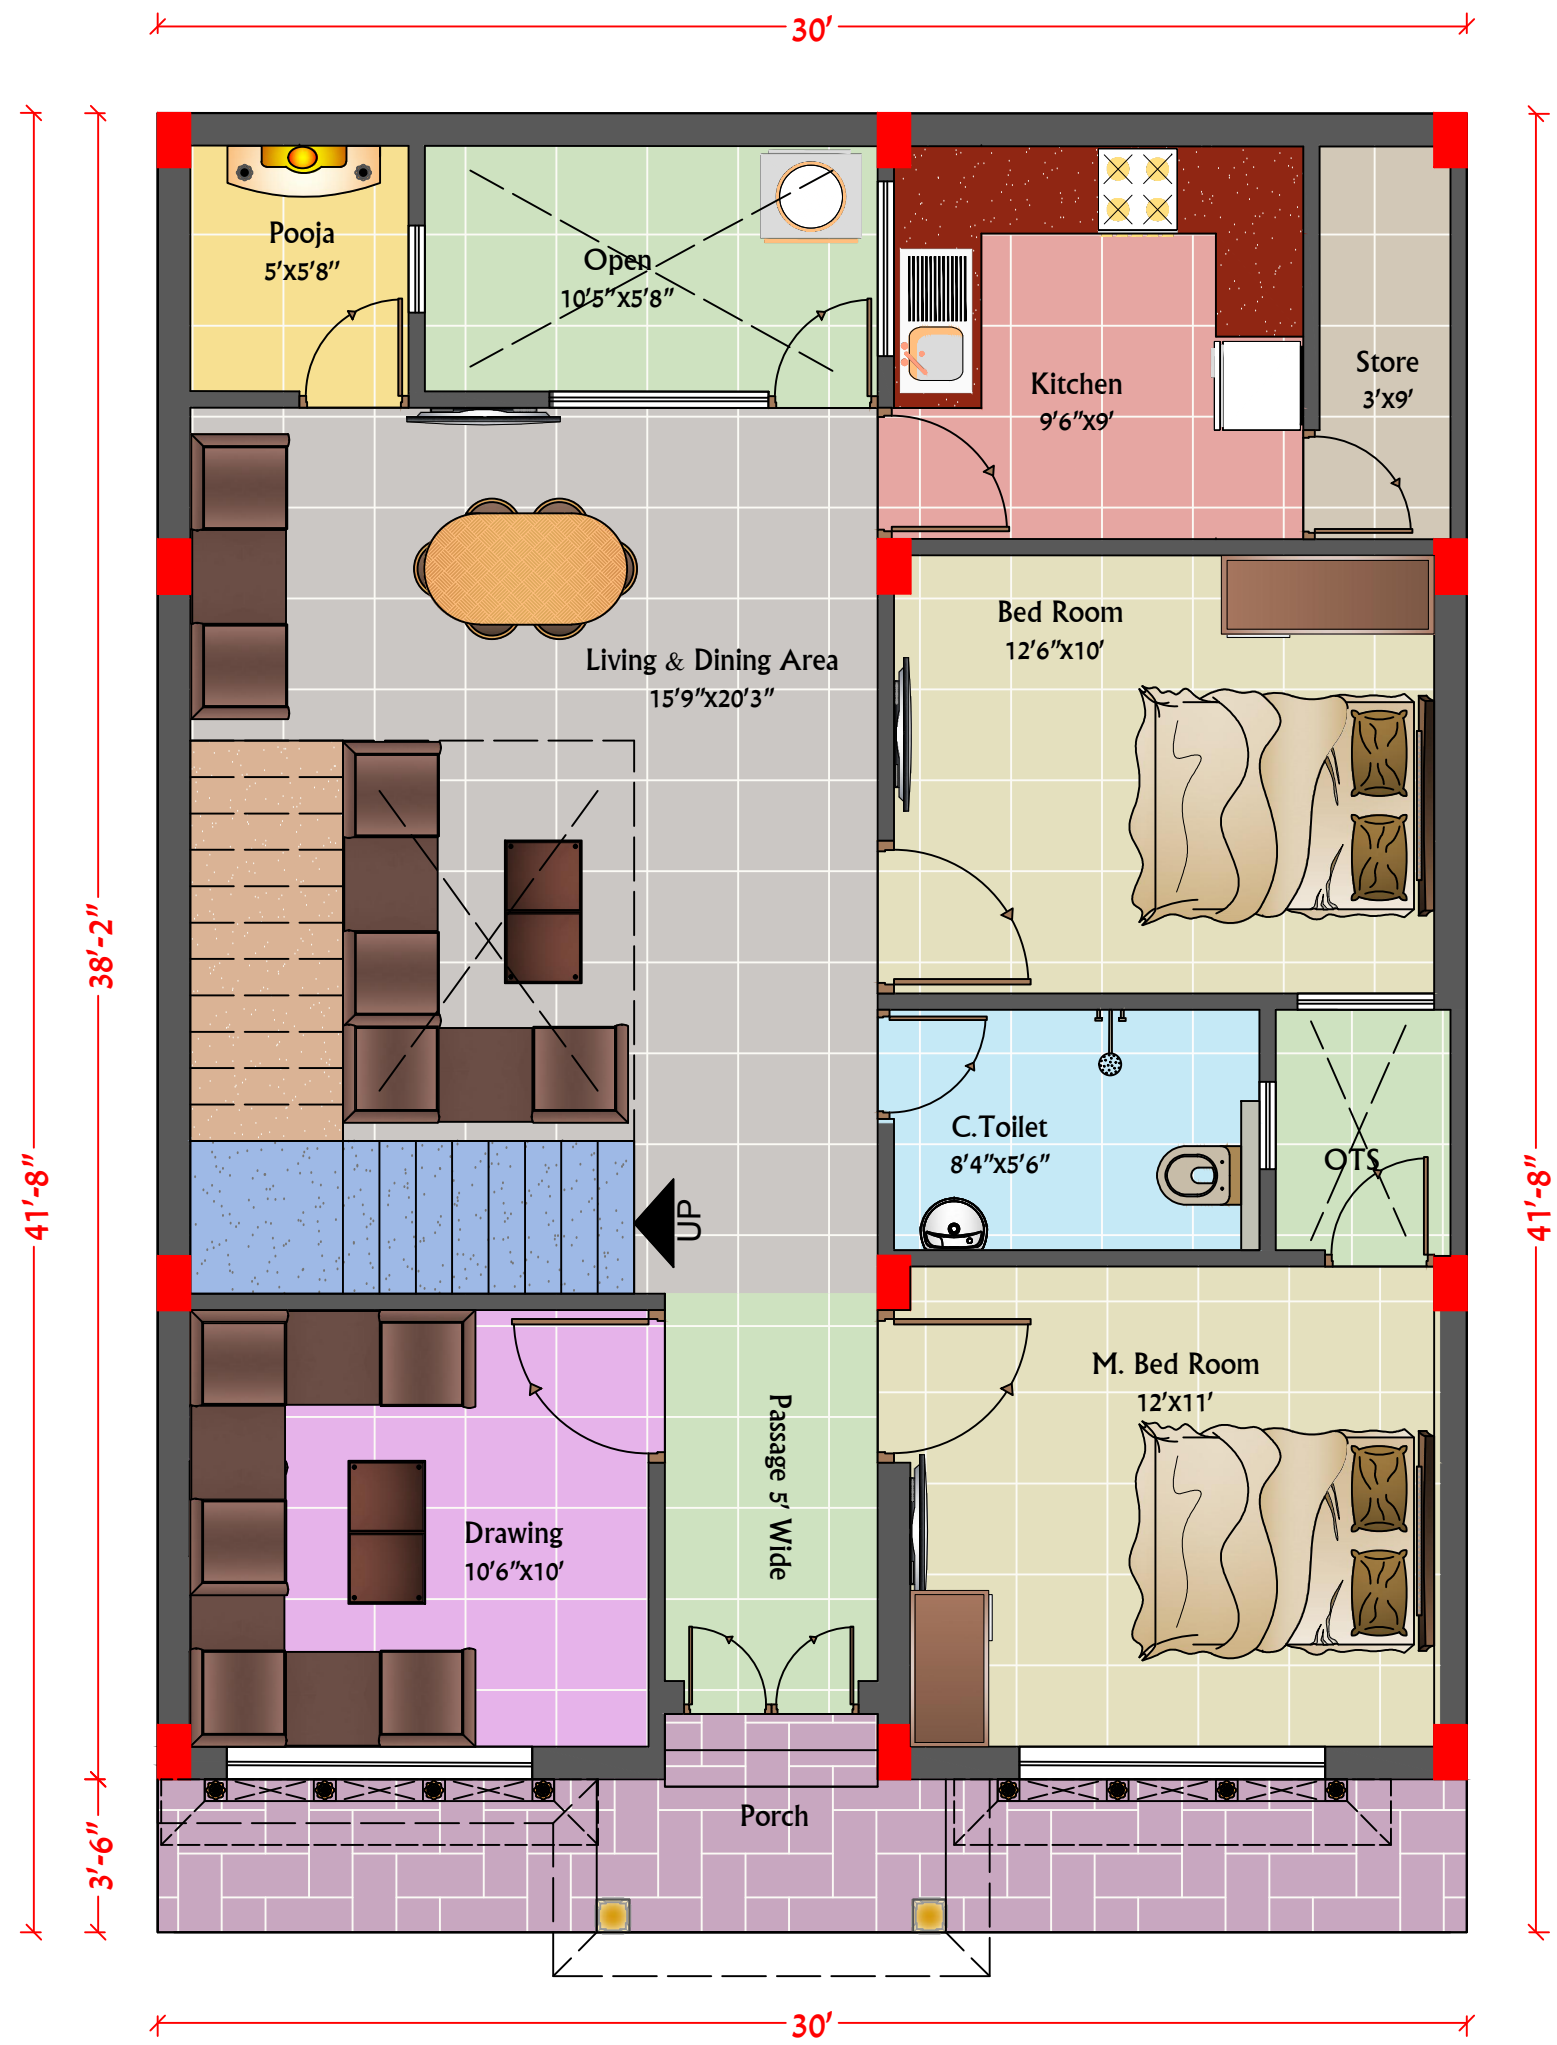 30'
Pooja
5'X5'8"
Open
10'5"X5'8"
Kitchen
9'6"X9'
Store
3'X9'
Bed Room
12'6"X10'
Living & Dining Area
15'9"X20'3"
38'-2"
41'-8"
41'-8"
C.Toilet
8'4"X5'6"
OTS
UP
M. Bed Room
12'X11'
Passage 5' Wide
Drawing
10'6"X10'
Porch
3'-6"
30'